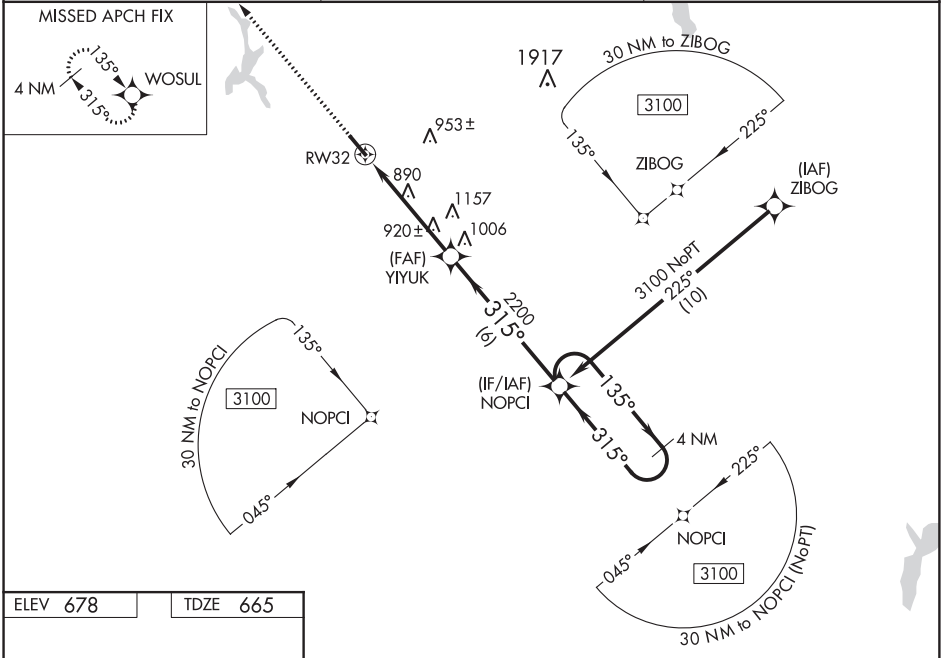 MISSED APCH FIX
135°
WOSUL
4 NM
315°
1917
30 NM to ZIBOG
3100
135°
225°
ZIBOG
953±
RW32
890
1157
920±
1006
(FAF)
YIYUK
(IAF)
ZIBOG
3100 NoPT
225°
(10)
2200
315°
(6)
(IF/IAF)
NOPCI
135°
315°
4 NM
30 NM to NOPCI
135°
3100
NOPCI
045°
225°
045°
NOPCI
3100
30 NM to NOPCI (NoPT)
ELEV 678
TDZE 665